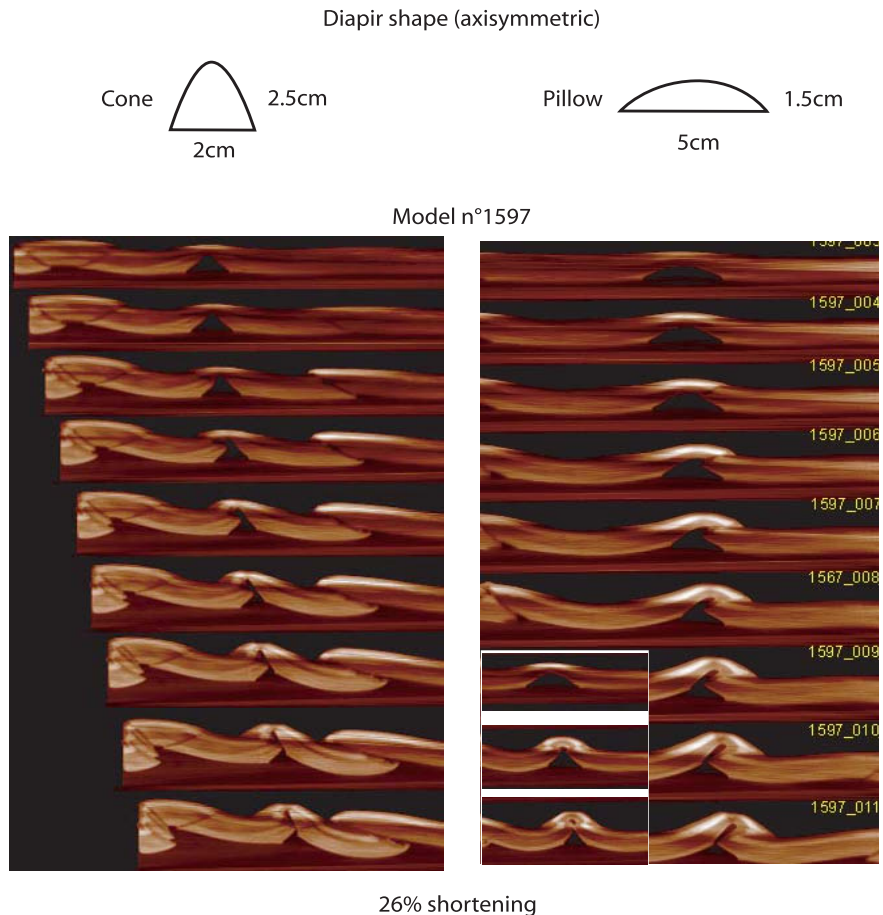 Diapir shape (axisymmetric)
Cone
2.5cm
2cm
Pillow
1.5cm
5cm
Model n°1597
1597_004
1597_005
1597_006
1597_007
1567_008
1597_009
1597_010
1597_011
26% shortening